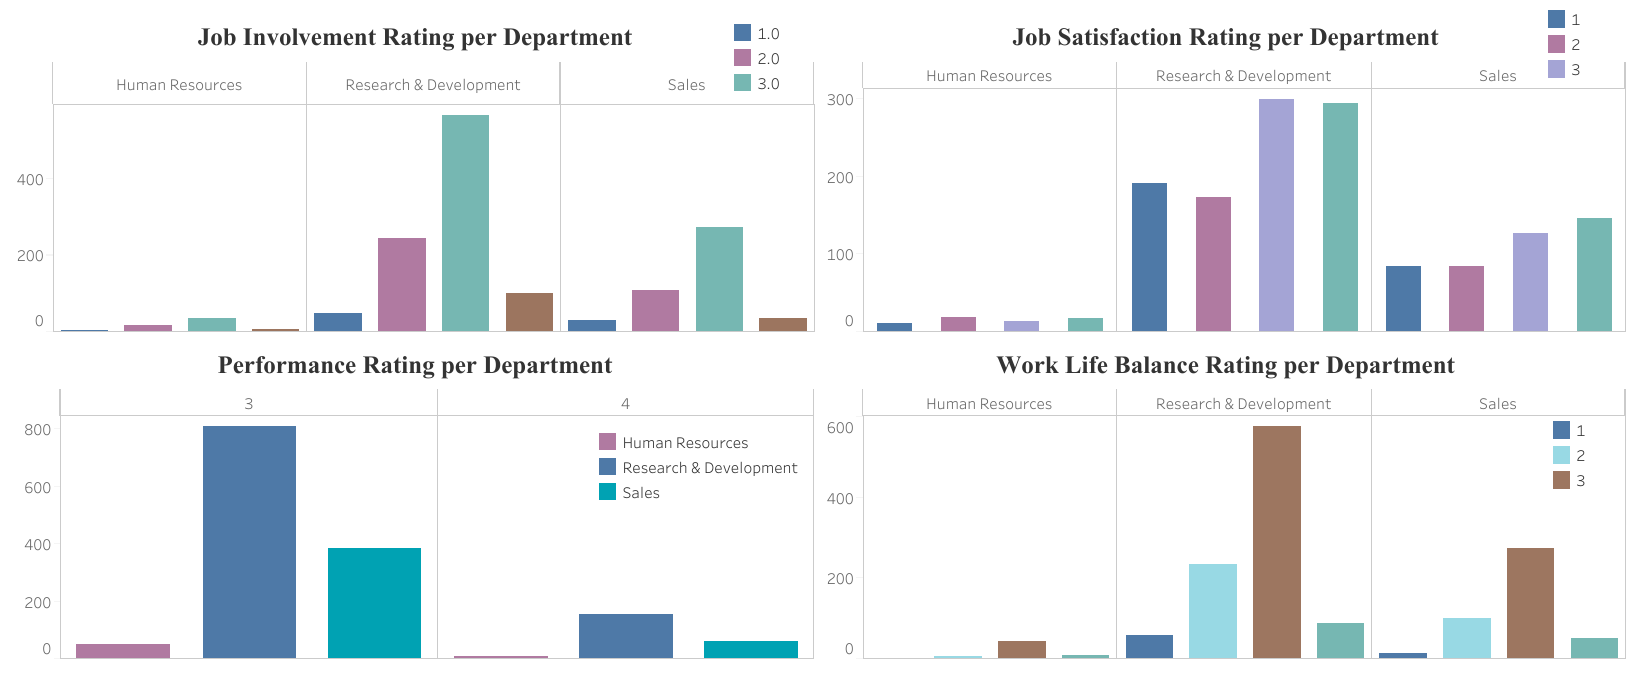 Job Involvement Rating per Department
1.0
2.0
3.0
Human Resources
Research & Development
Sales
400
200
0
Job Satisfaction Rating per Department
1
2
3
Human Resources
Research & Development
Sales
300
200
100
0
Performance Rating per Department
3
4
800
600
400
200
0
Human Resources
Research & Development
Sales
Work Life Balance Rating per Department
Human Resources
Research & Development
Sales
600
400
200
0
1
2
3